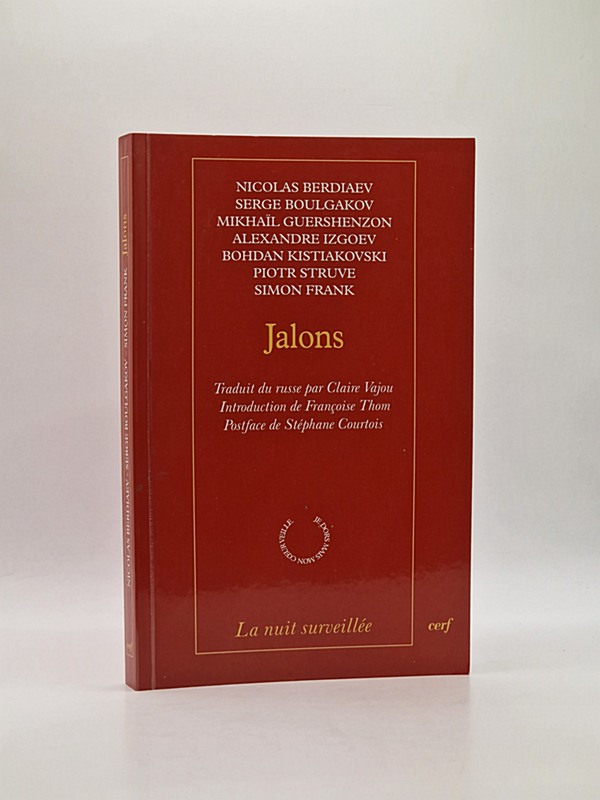 NICOLAS BERDIAEV
SERGE BOULGAKOV
MIKHAÏL GUERSHENZON
ALEXANDRE IZGOEV
BOHDAN KISTIAKOVSKI
PIOTR STRUVE
SIMON FRANK
Jalons
Traduit du russe par Claire Vajou
Introduction de Françoise Thom
Postface de Stéphane Courtois
JE DORS MAIS MON CŒUR VEILLE
La nuit surveillée
cerf
NICOLAS BERDIAEV - SERGE BOULGAKOV - SIMON FRANK Jalons
cerf